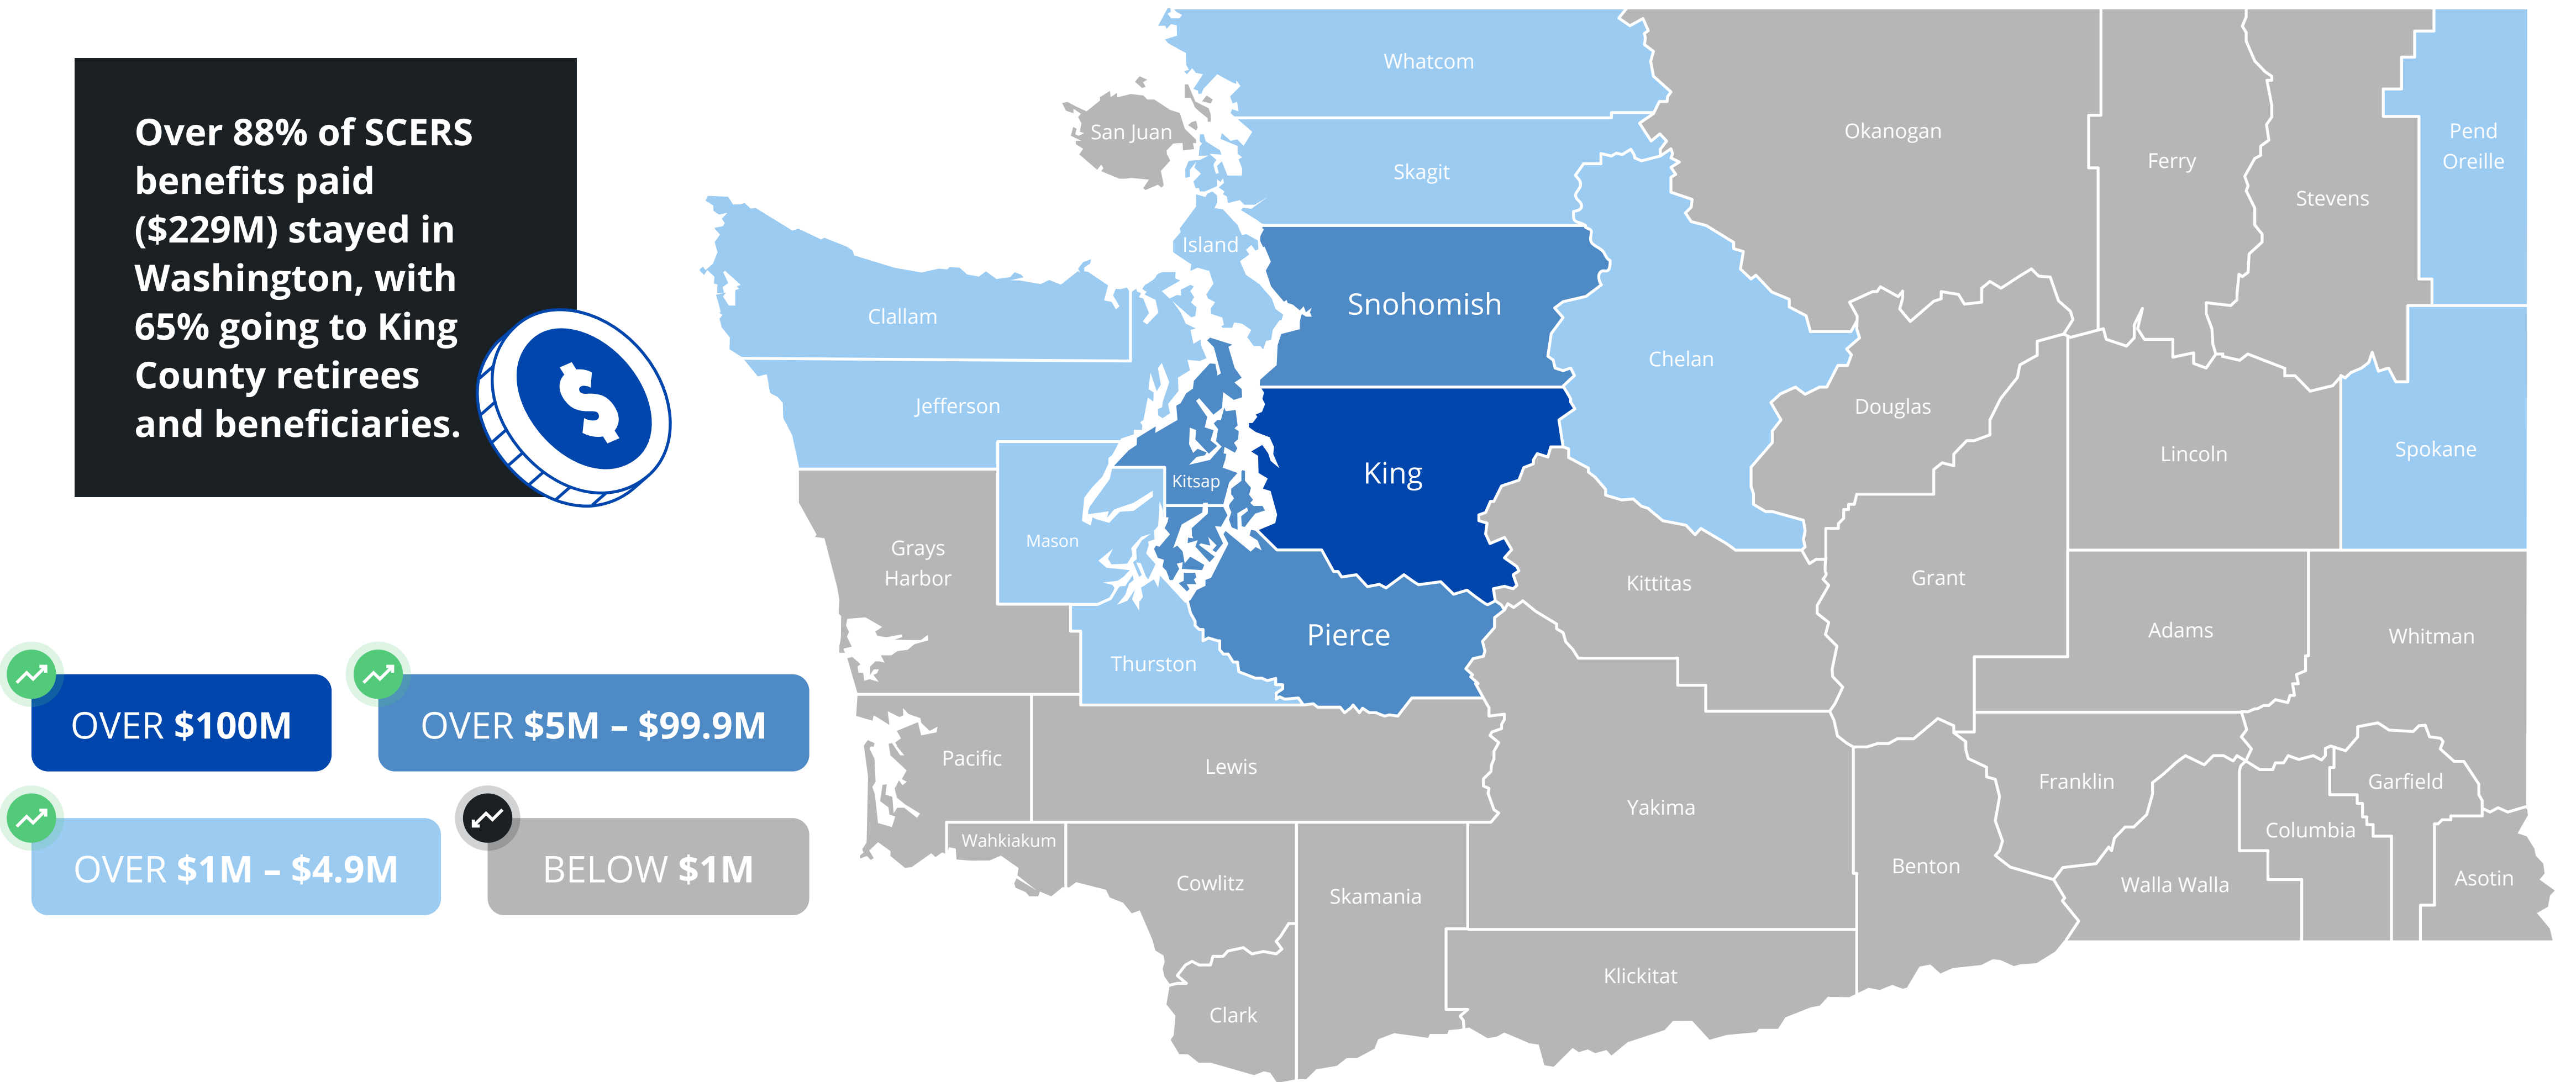 Over 88% of SCERS
benefits paid
($229M) stayed in
Washington, with
65% going to King
County retirees
and beneficiaries.
$
OVER $100M
OVER $5M – $99.9M
OVER $1M – $4.9M
BELOW $1M
Whatcom
San Juan
Skagit
Okanogan
Ferry
Stevens
Pend
Oreille
Island
Clallam
Snohomish
Chelan
Jefferson
Douglas
Lincoln
Spokane
King
Kitsap
Mason
Grays
Harbor
Kittitas
Grant
Adams
Whitman
Pierce
Thurston
Pacific
Lewis
Yakima
Franklin
Garfield
Columbia
Wahkiakum
Cowlitz
Skamania
Benton
Walla Walla
Asotin
Klickitat
Clark